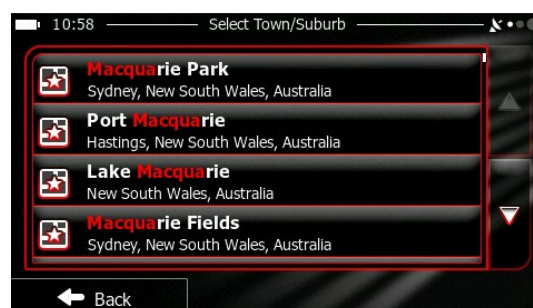 10:58
Select Town/Suburb
Macquarie Park
Sydney, New South Wales, Australia
Port Macquarie
Hastings, New South Wales, Australia
Lake Macquarie
New South Wales, Australia
Macquarie Fields
Sydney, New South Wales, Australia
Back